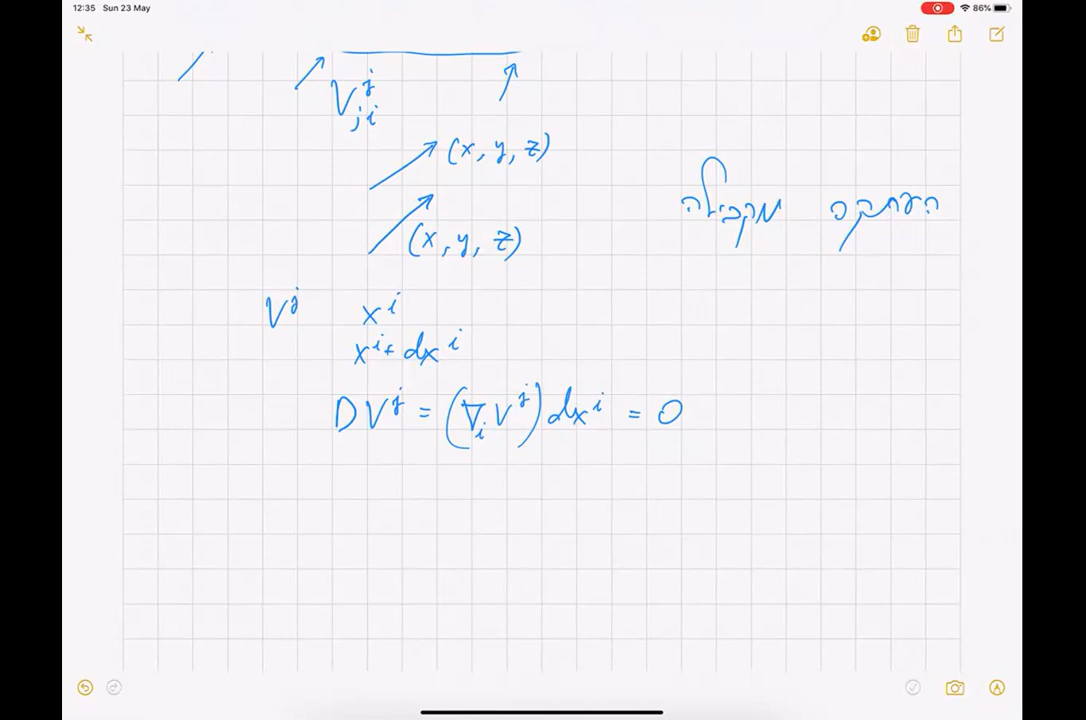 12:35 Sun 23 May
86%
V^j_{;i}
(x, y, z)
(x, y, z)
העתקה מקבילה
V^j x^i
x^i + dx^i
DV^j = (∇_i V^j) dx^i = 0